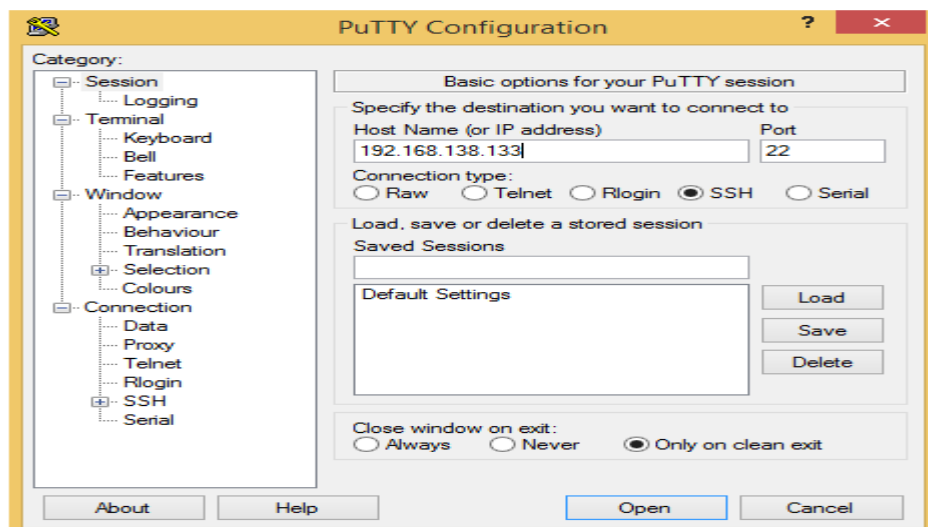 PuTTY Configuration
?
×
Category:
Session
Logging
Terminal
Keyboard
Bell
Features
Window
Appearance
Behaviour
Translation
Selection
Colours
Connection
Data
Proxy
Telnet
Rlogin
SSH
Serial
Basic options for your PuTTY session
Specify the destination you want to connect to
Host Name (or IP address) Port
192.168.138.133 22
Connection type:
Raw Telnet Rlogin SSH Serial
Load, save or delete a stored session
Saved Sessions
Default Settings
Load
Save
Delete
Close window on exit:
Always Never Only on clean exit
About Help Open Cancel